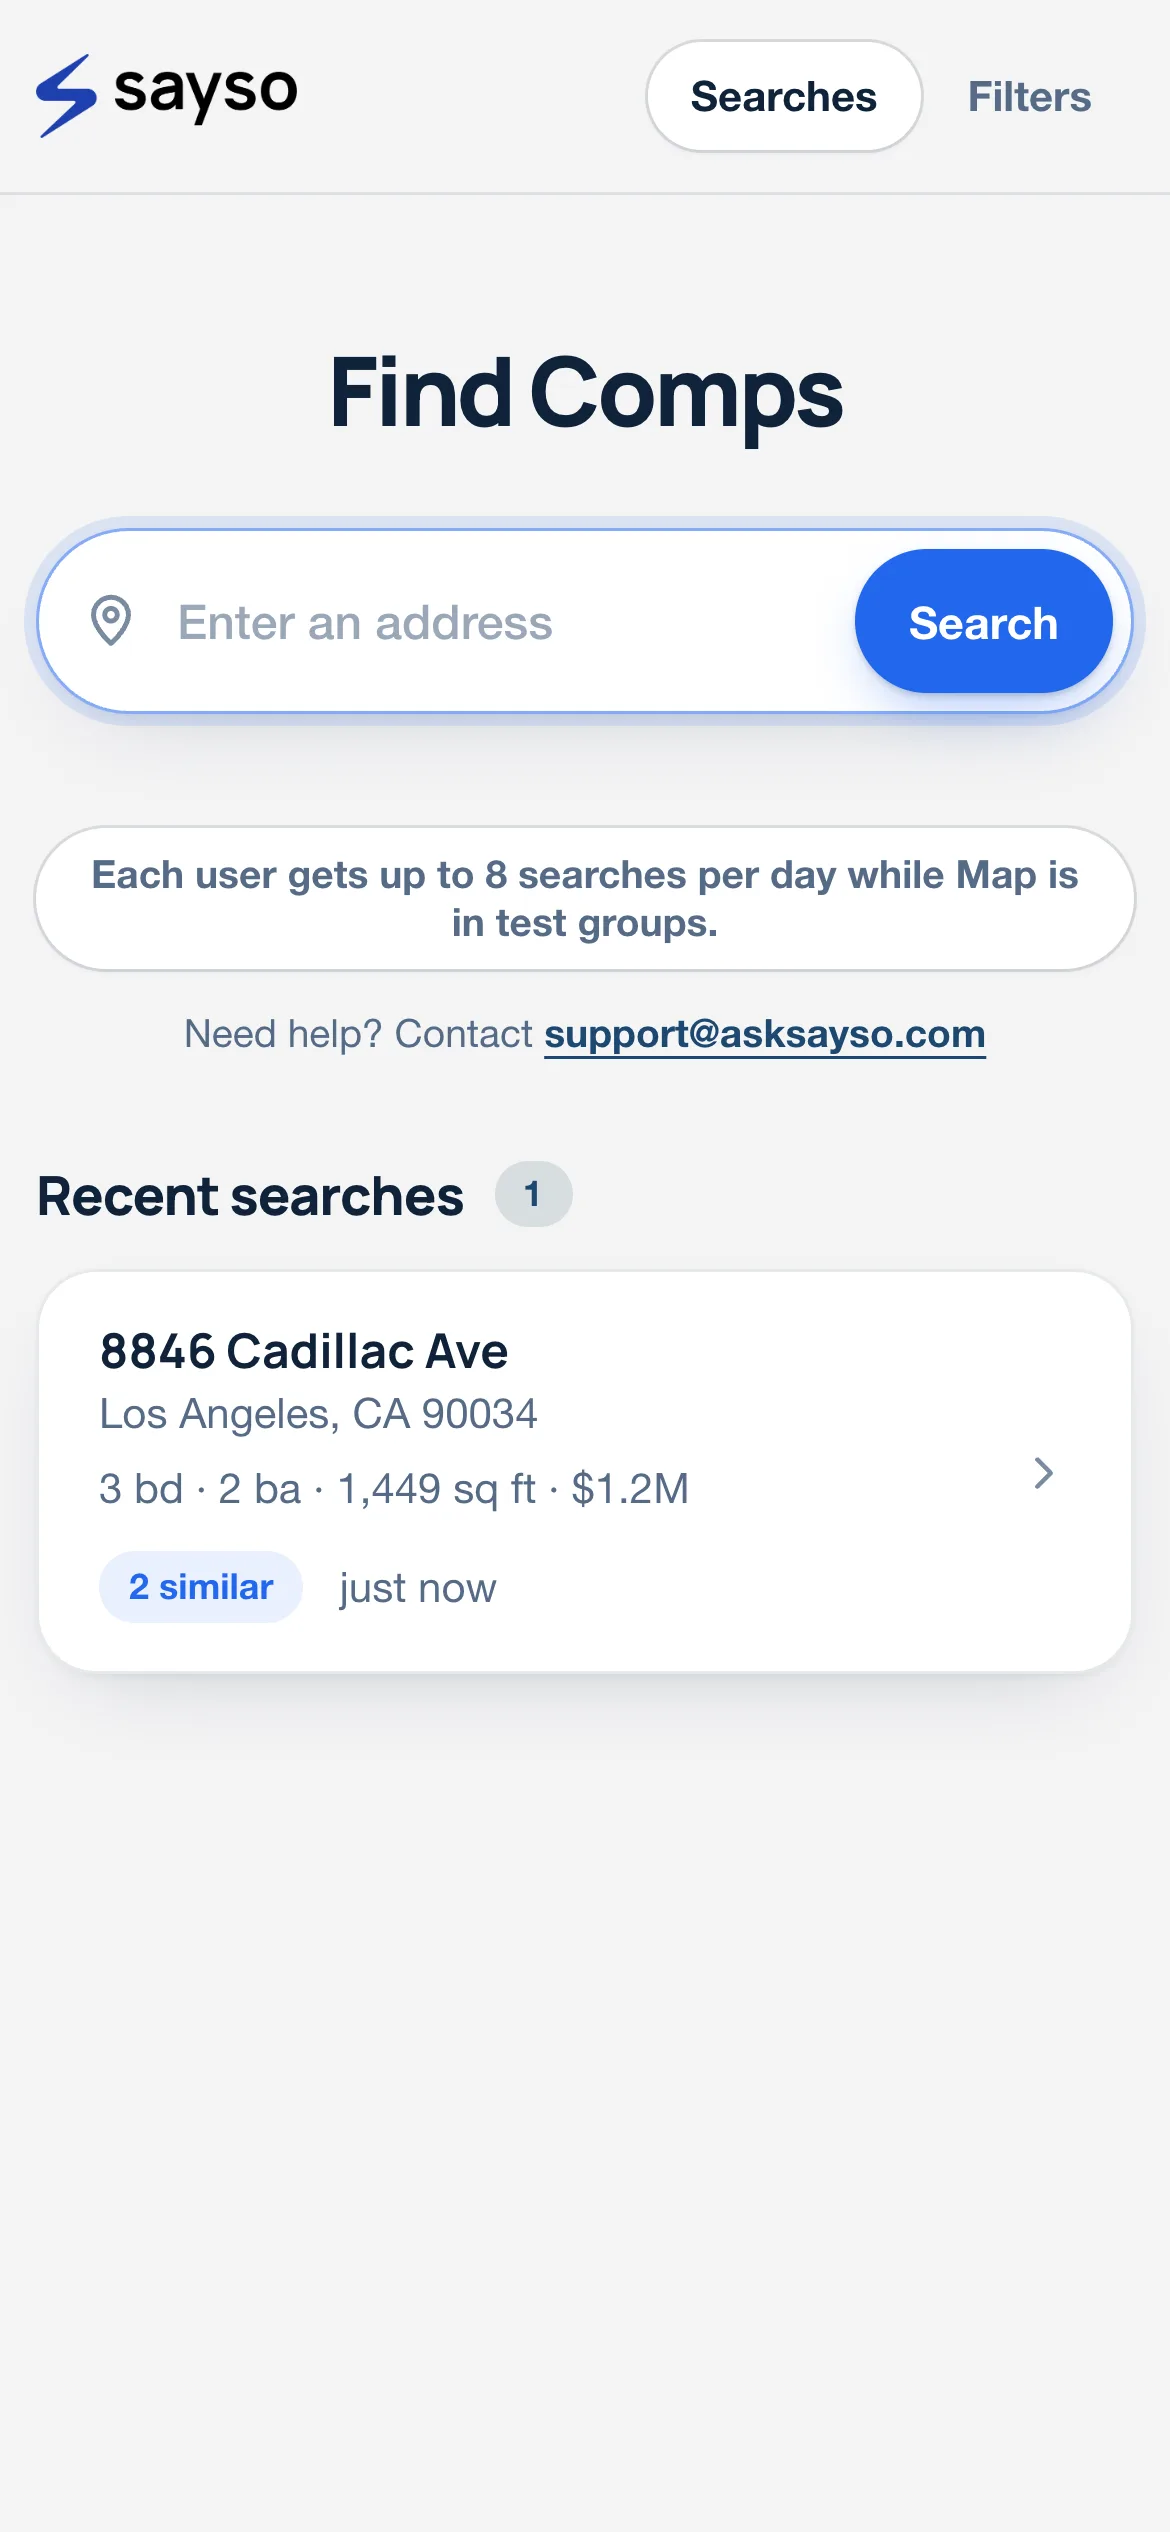 sayso
Searches
Filters
Find Comps
Enter an address
Search
Each user gets up to 8 searches per day while Map is
in test groups.
Need help? Contact support@asksayso.com
Recent searches 1
8846 Cadillac Ave
Los Angeles, CA 90034
3 bd · 2 ba · 1,449 sq ft · $1.2M
2 similar just now